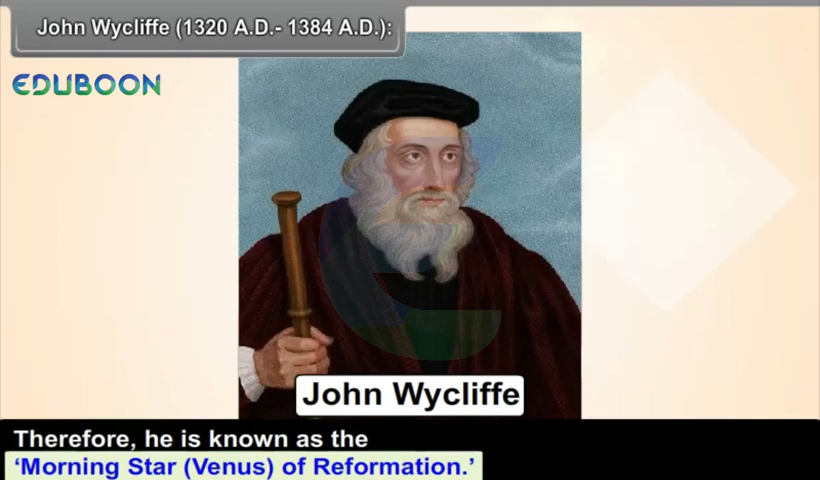 John Wycliffe (1320 A.D.- 1384 A.D.):
EDUBOON
John Wycliffe
Therefore, he is known as the
‘Morning Star (Venus) of Reformation.’